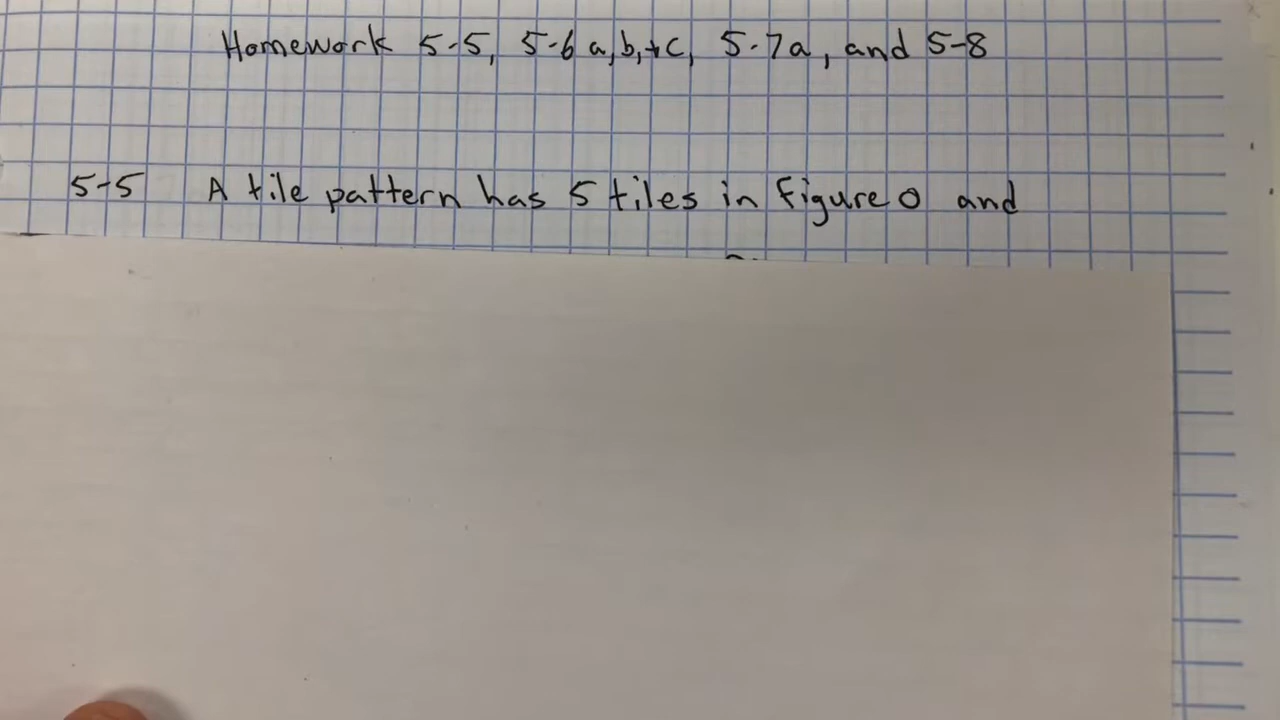 Homework 5-5, 5-6 a,b,+c, 5-7a, and 5-8
5-5 A tile pattern has 5 tiles in Figure 0 and